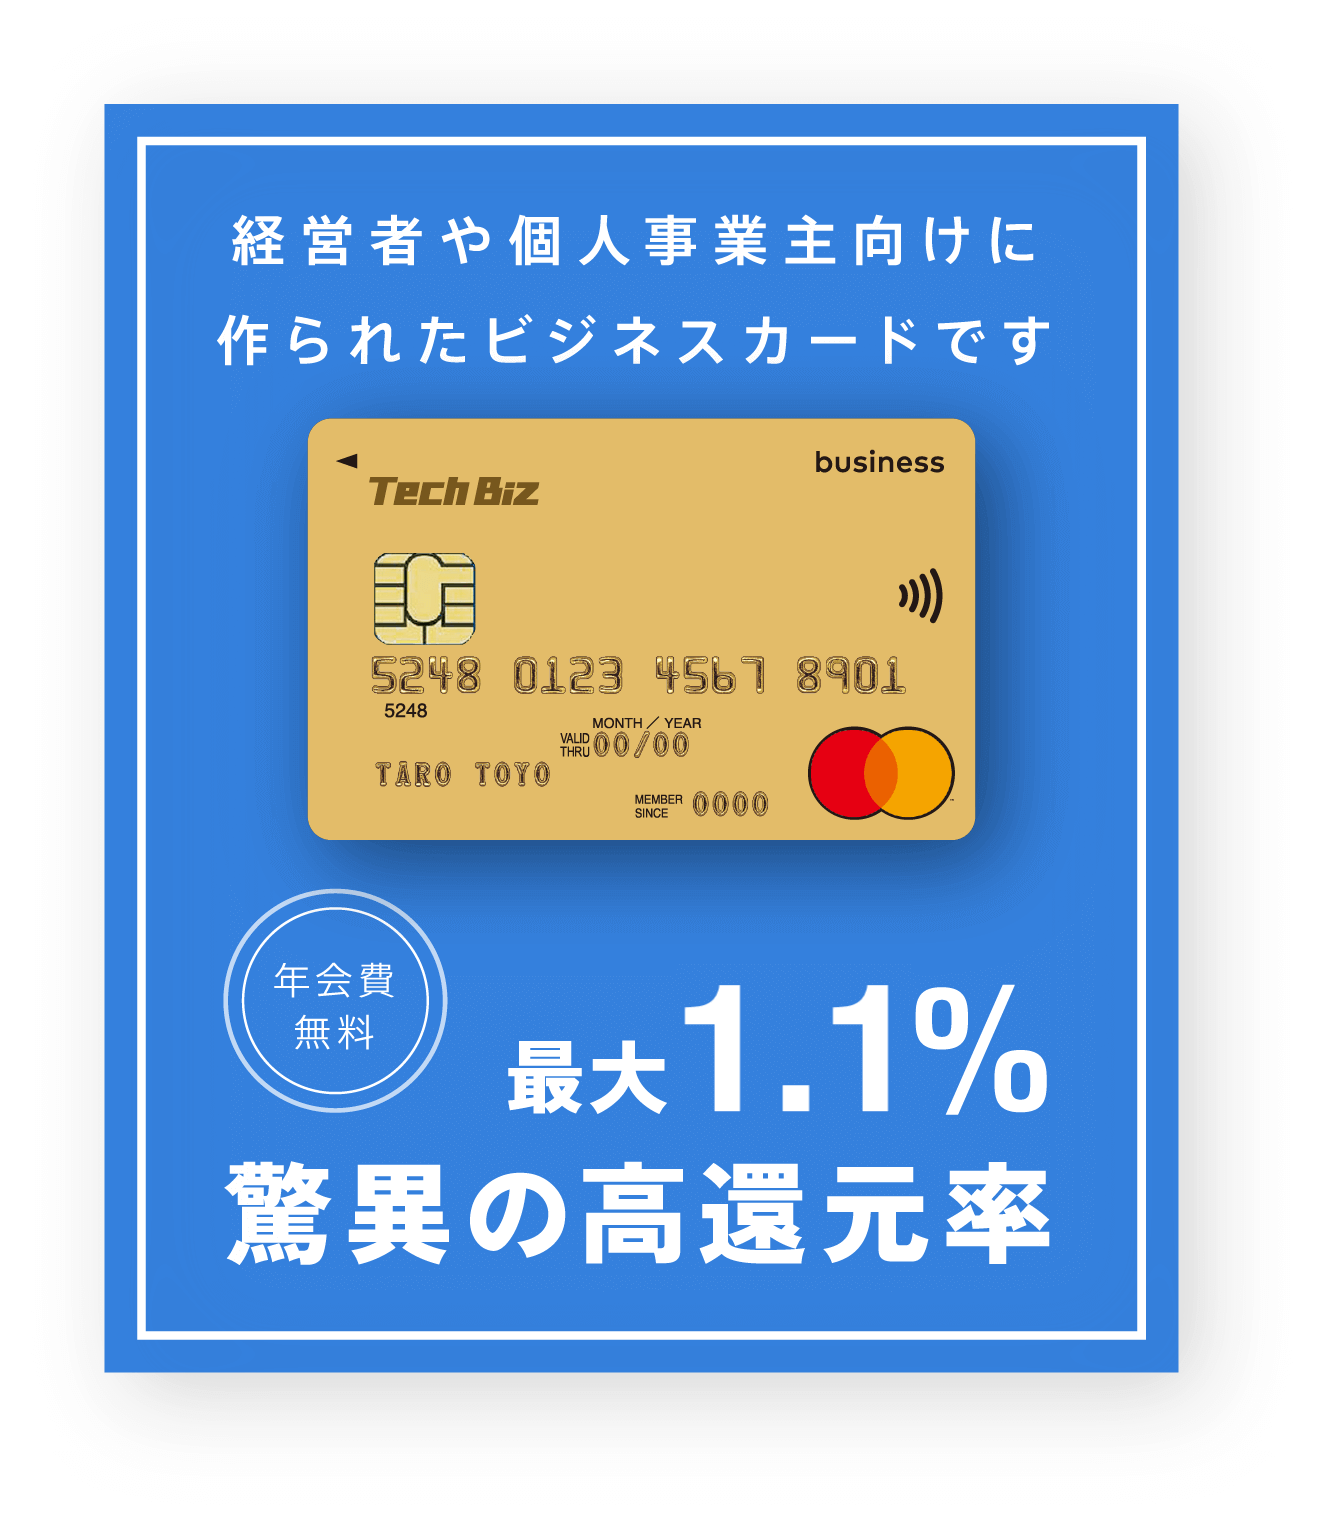 経営者や個人事業主向けに
作られたビジネスカードです
business
Tech Biz
5248 0123 4567 8901
5248
MONTH／YEAR
VALID
THRU 00/00
TARO TOYO
MEMBER
SINCE 0000
年会費
無料
最大1.1%
驚異の高還元率